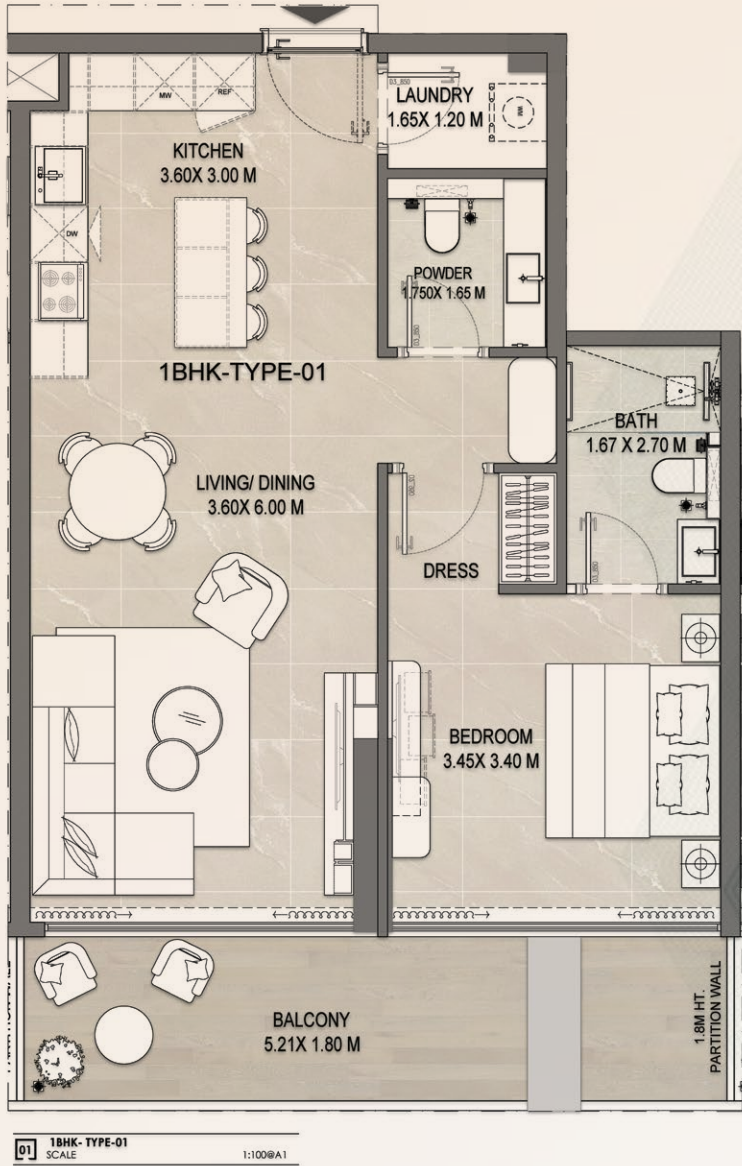 LAUNDRY
1.65X 1.20 M
MW
REF
KITCHEN
3.60X 3.00 M
DW
POWDER
1.750X 1.65 M
1BHK-TYPE-01
BATH
1.67 X 2.70 M
LIVING/ DINING
3.60X 6.00 M
DRESS
BEDROOM
3.45X 3.40 M
BALCONY
5.21X 1.80 M
1.8M HT.
PARTITION WALL
01
1BHK- TYPE-01
SCALE
1:100@A1